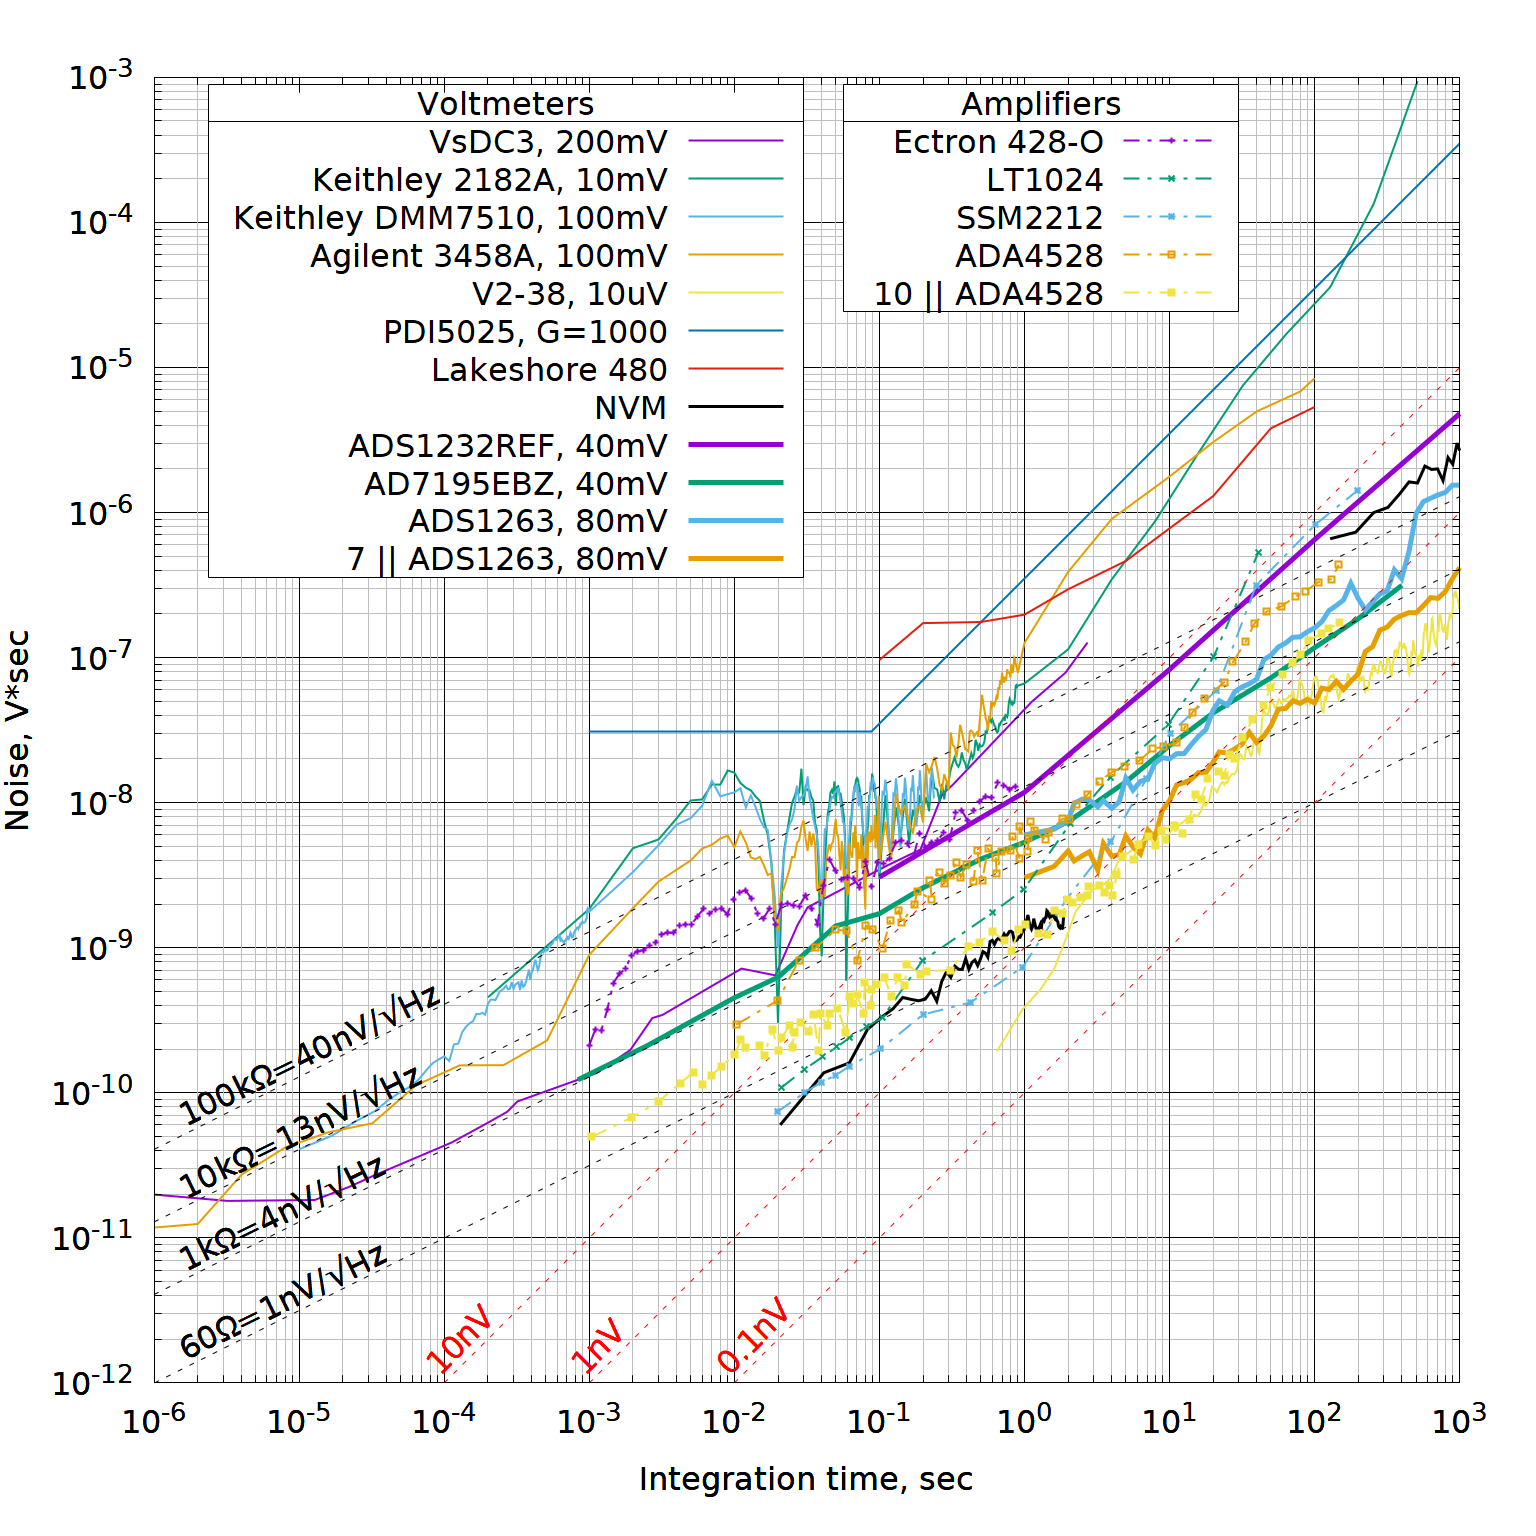 Voltmeters
VsDC3, 200mV
Keithley 2182A, 10mV
Keithley DMM7510, 100mV
Agilent 3458A, 100mV
V2-38, 10uV
PDI5025, G=1000
Lakeshore 480
NVM
ADS1232REF, 40mV
AD7195EBZ, 40mV
ADS1263, 80mV
7 || ADS1263, 80mV
Amplifiers
Ectron 428-O
LT1024
SSM2212
ADA4528
10 || ADA4528
Noise, V*sec
10⁻³
10⁻⁴
10⁻⁵
10⁻⁶
10⁻⁷
10⁻⁸
10⁻⁹
10⁻¹⁰
10⁻¹¹
10⁻¹²
100kΩ=40nV/√Hz
10kΩ=13nV/√Hz
1kΩ=4nV/√Hz
60Ω=1nV/√Hz
10nV
1nV
0.1nV
10⁻⁶ 10⁻⁵ 10⁻⁴ 10⁻³ 10⁻² 10⁻¹ 10⁰ 10¹ 10² 10³
Integration time, sec